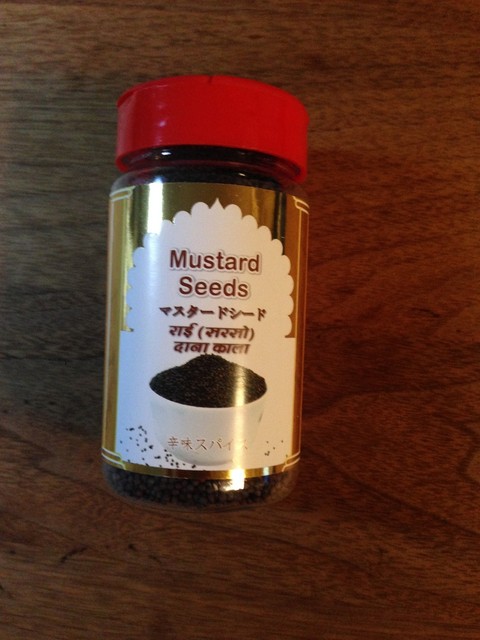 Mustard
Seeds
マスタードシード
राई (सरसो)
दाना काला
辛味スパイス